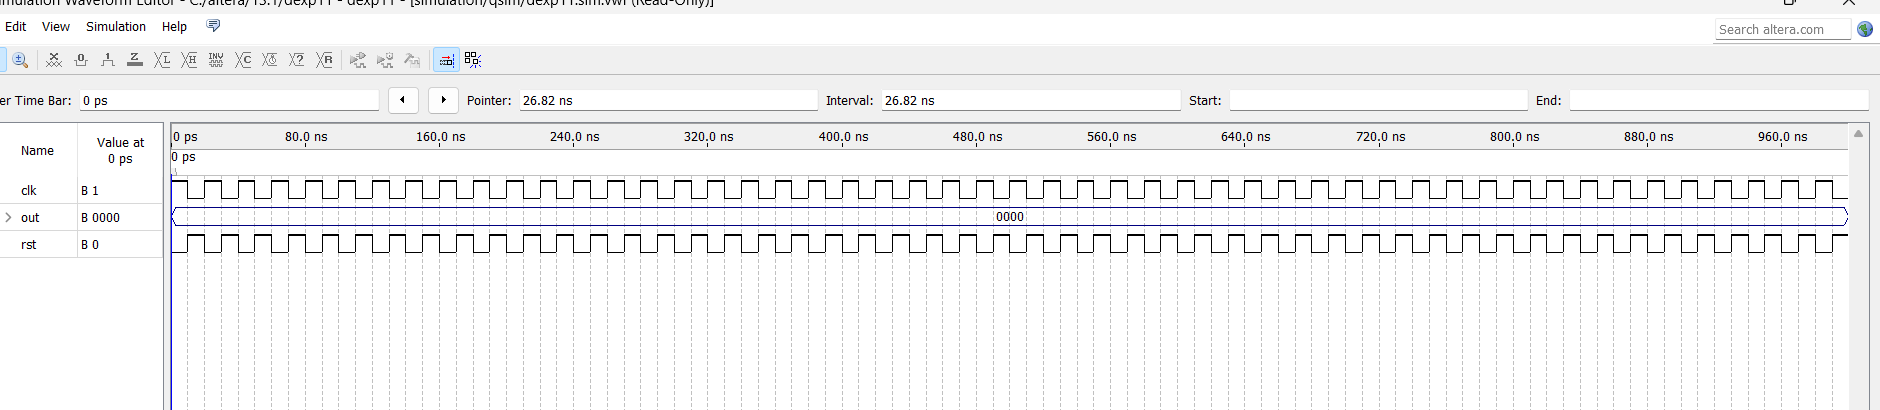 Simulation Waveform Editor - C:/altera/13.1/dexp11 - dexp11 - [simulation/qsim/dexp11.sim.vwf (Read-Only)]
Edit View Simulation Help
Search altera.com
er Time Bar: 0 ps Pointer: 26.82 ns Interval: 26.82 ns Start: End:
Name Value at 0 ps
0 ps 80.0 ns 160.0 ns 240.0 ns 320.0 ns 400.0 ns 480.0 ns 560.0 ns 640.0 ns 720.0 ns 800.0 ns 880.0 ns 960.0 ns
0 ps
clk B 1
out B 0000 0000
rst B 0